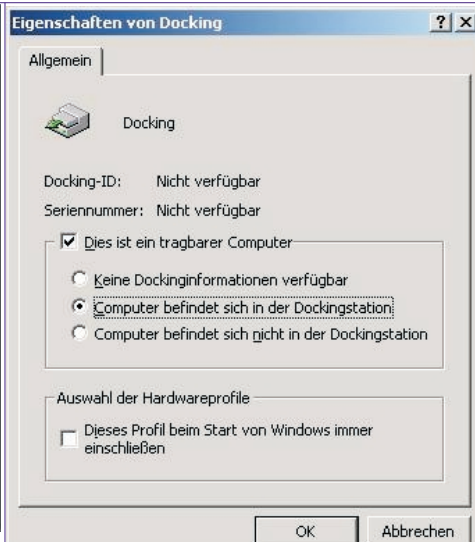 Eigenschaften von Docking
Allgemein
Docking
Docking-ID: Nicht verfügbar
Seriennummer: Nicht verfügbar
Dies ist ein tragbarer Computer
Keine Dockinginformationen verfügbar
Computer befindet sich in der Dockingstation
Computer befindet sich nicht in der Dockingstation
Auswahl der Hardwareprofile
Dieses Profil beim Start von Windows immer
einschließen
OK Abbrechen